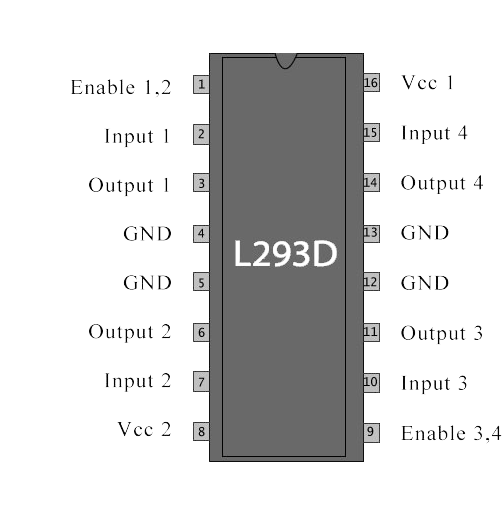 Enable 1,2 1 16 Vcc 1
Input 1 2 15 Input 4
Output 1 3 14 Output 4
GND 4 13 GND
L293D
GND 5 12 GND
Output 2 6 11 Output 3
Input 2 7 10 Input 3
Vcc 2 8 9 Enable 3,4